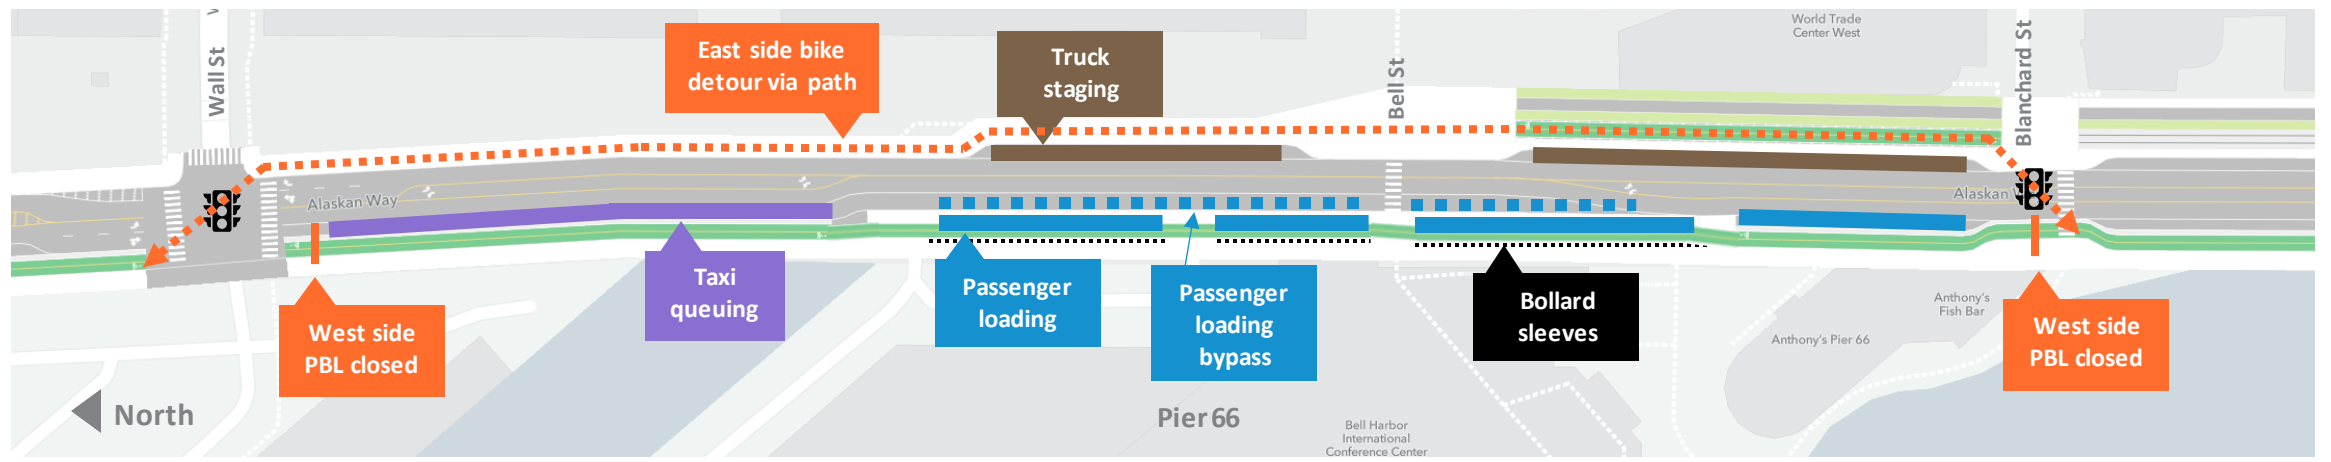 Wall St
East side bike
detour via path
Truck
staging
Bell St
World Trade
Center West
Blanchard St
Alaskan Way
Alaskan
West side
PBL closed
Taxi
queuing
Passenger
loading
Passenger
loading
bypass
Bollard
sleeves
Anthony's
Fish Bar
Anthony's Pier 66
West side
PBL closed
North
Pier 66
Bell Harbor
International
Conference Center